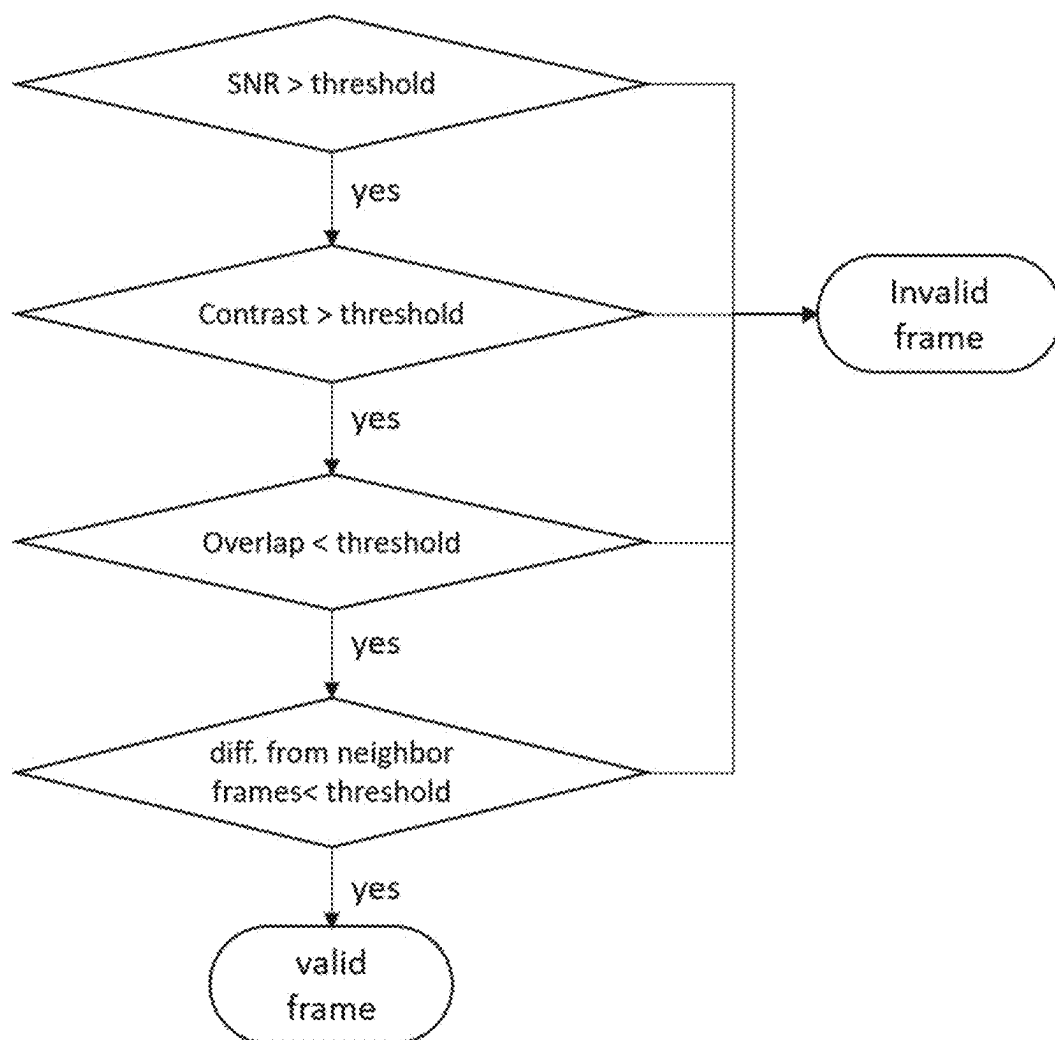 SNR > threshold
yes
Contrast > threshold
Invalid
frame
yes
Overlap < threshold
yes
diff. from neighbor
frames< threshold
yes
valid
frame